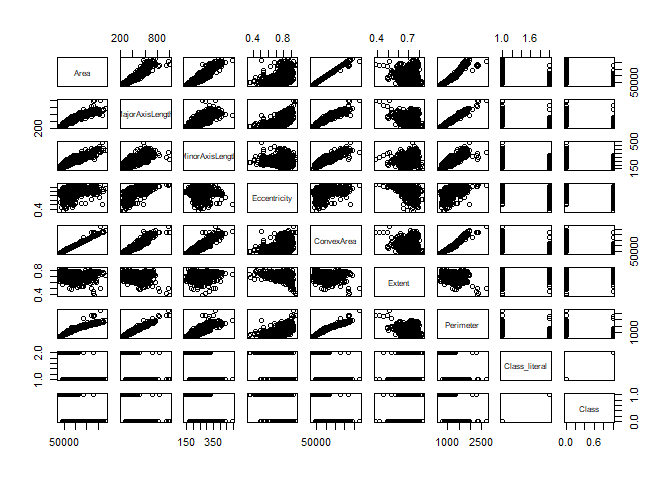 200 800 0.4 0.8 0.4 0.7 1.0 1.6
Area 50000
200 MajorAxisLength
MinorAxisLength 150 500
0.4 Eccentricity
ConvexArea 50000
0.4 0.8 Extent
Perimeter 1000
1.0 2.0 Class_literal
Class 0.0 1.0
50000 150 350 50000 1000 2500 0.0 0.6